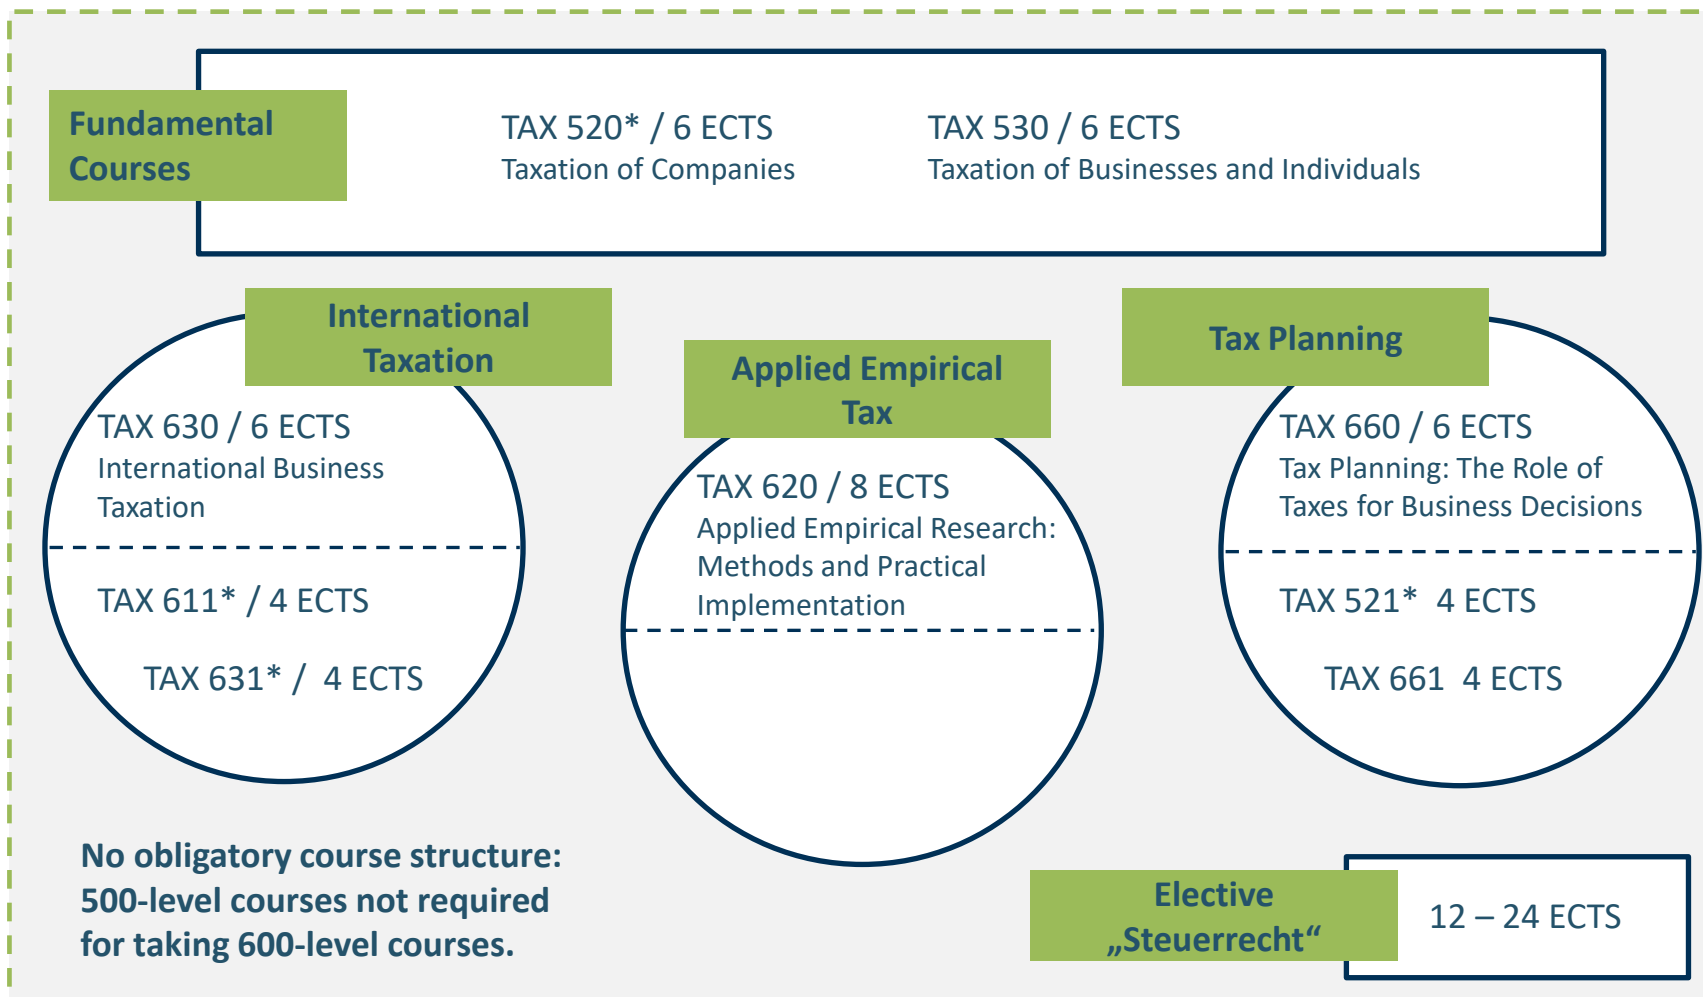 Fundamental
Courses
TAX 520* / 6 ECTS
Taxation of Companies
TAX 530 / 6 ECTS
Taxation of Businesses and Individuals
International
Taxation
TAX 630 / 6 ECTS
International Business
Taxation
TAX 611* / 4 ECTS
TAX 631* /  4 ECTS
Applied Empirical
Tax
TAX 620 / 8 ECTS
Applied Empirical Research:
Methods and Practical
Implementation
Tax Planning
TAX 660 / 6 ECTS
Tax Planning: The Role of
Taxes for Business Decisions
TAX 521*  4 ECTS
TAX 661  4 ECTS
No obligatory course structure:
500-level courses not required
for taking 600-level courses.
Elective
„Steuerrecht“
12 – 24 ECTS